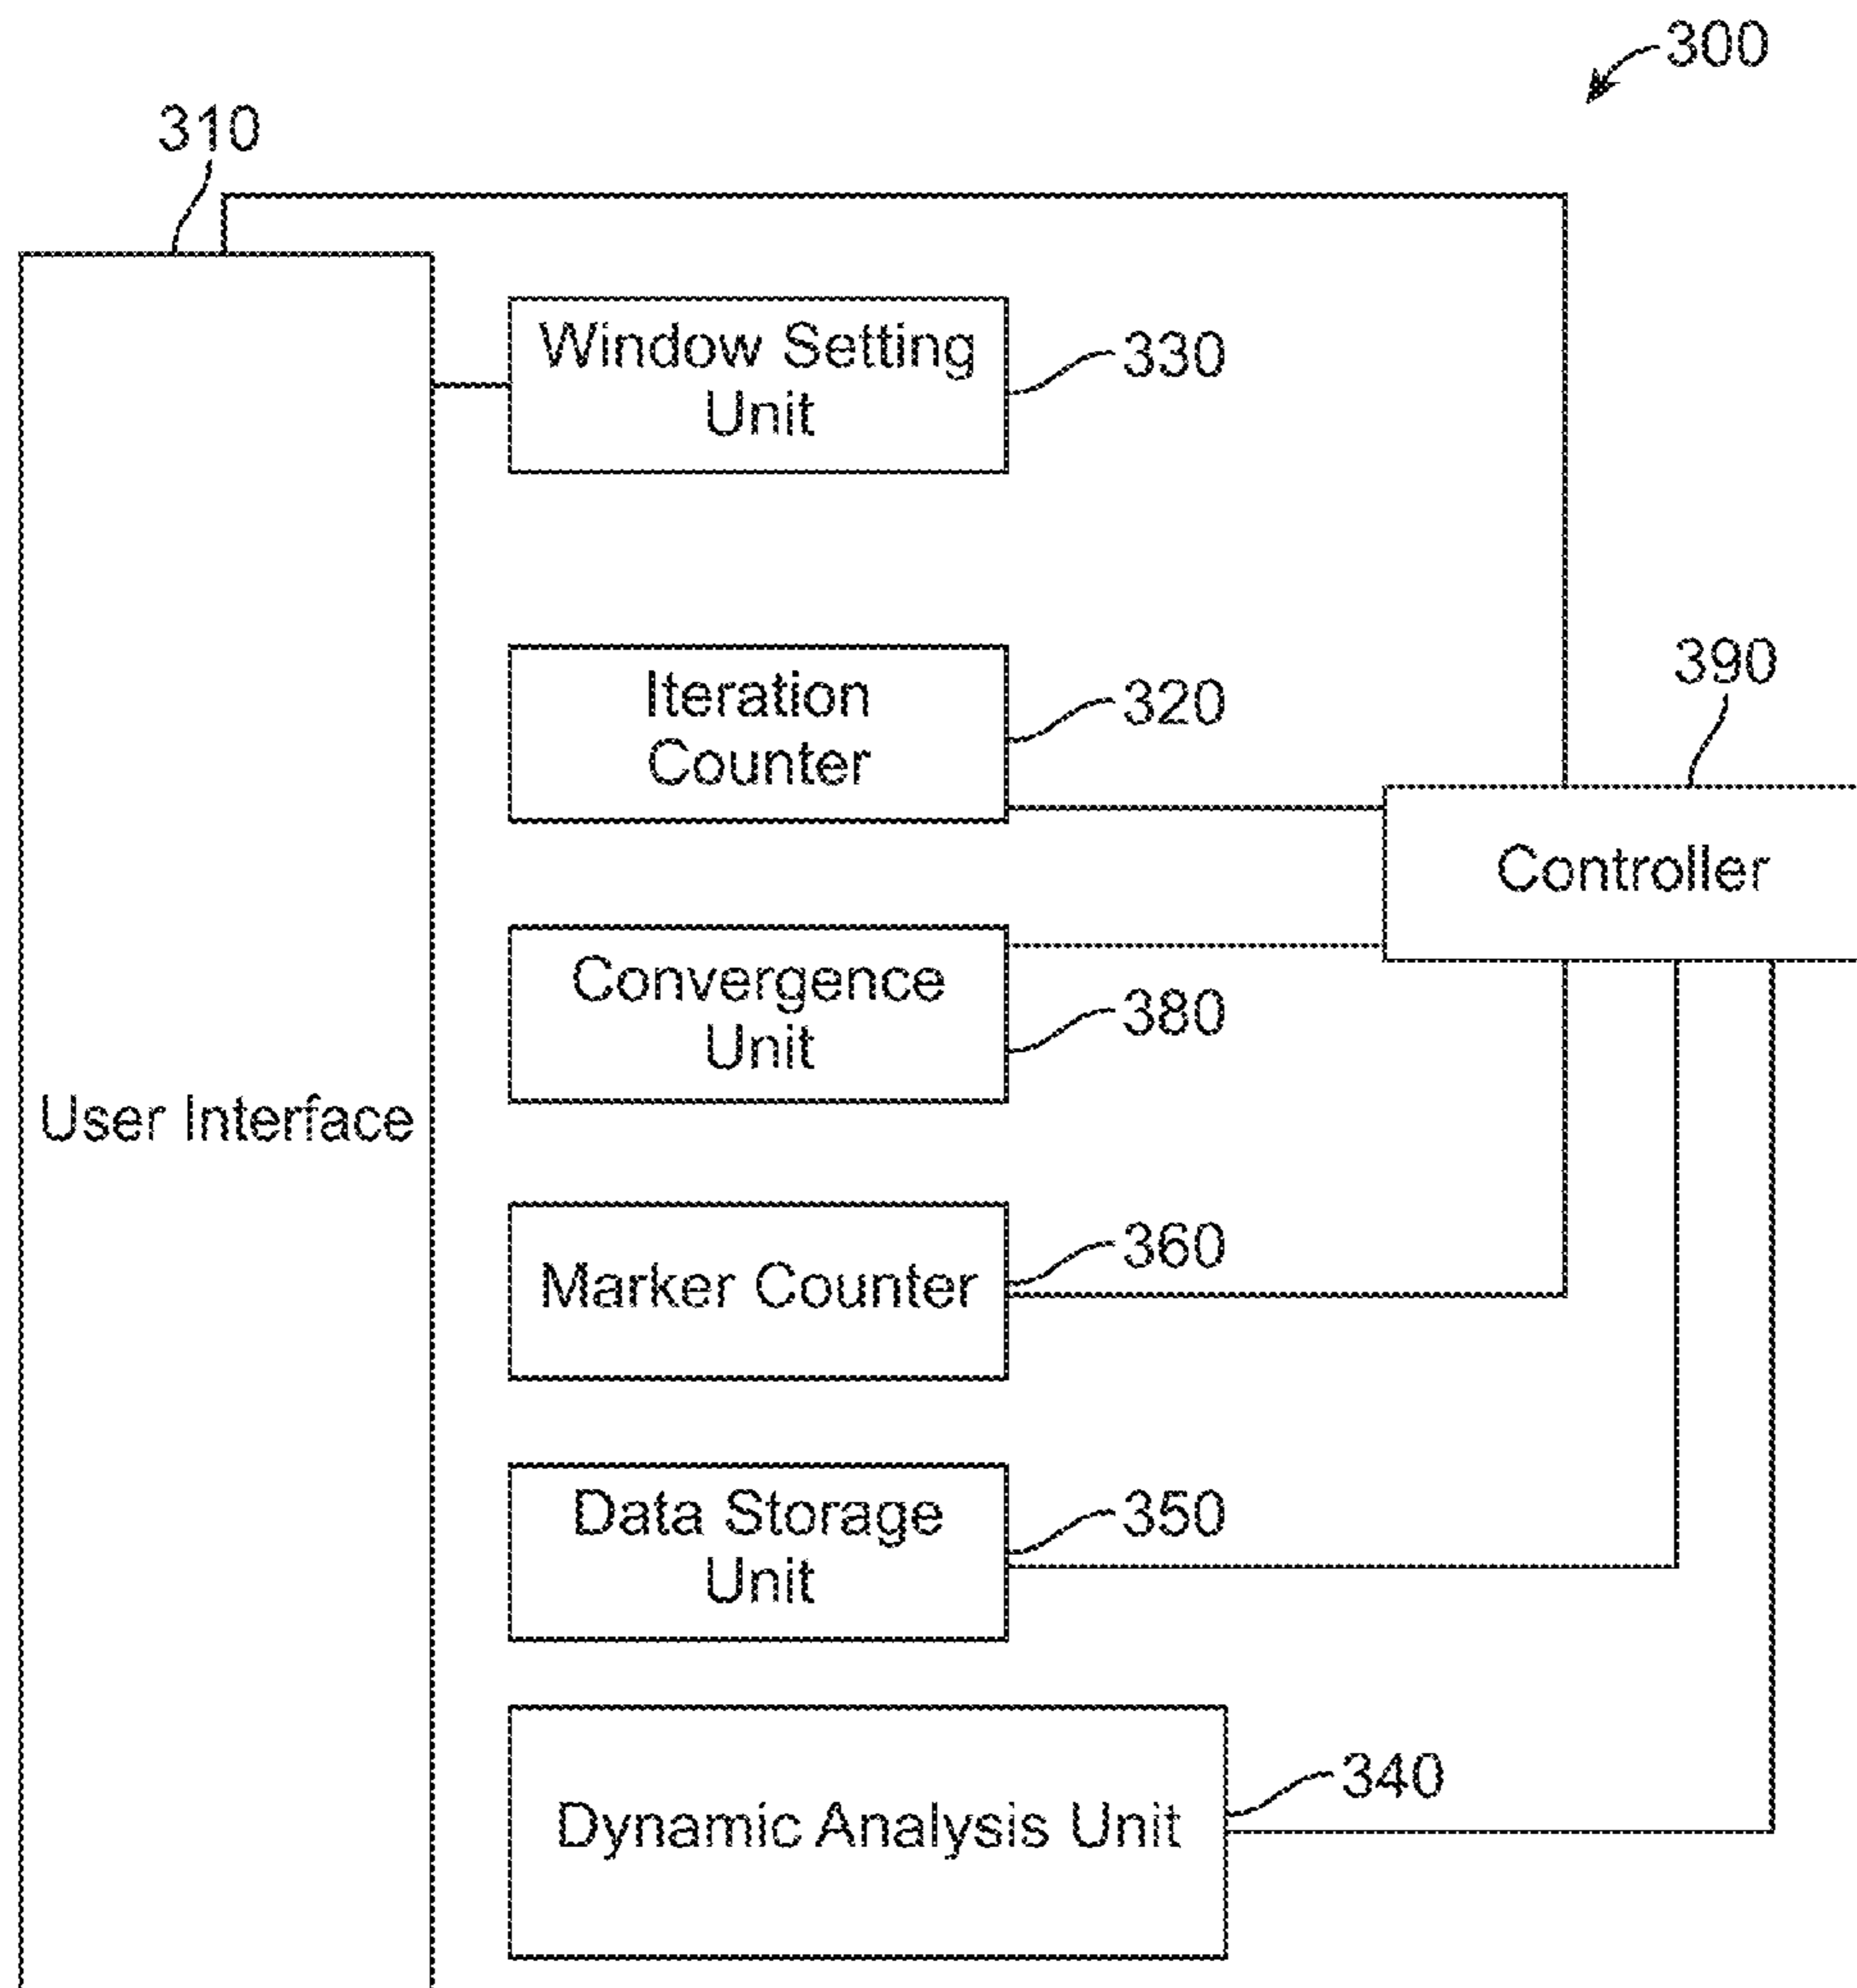 300
310
Window Setting
Unit
330
Iteration
Counter
320
390
Controller
Convergence
Unit
380
User Interface
Marker Counter
360
Data Storage
Unit
350
Dynamic Analysis Unit
340